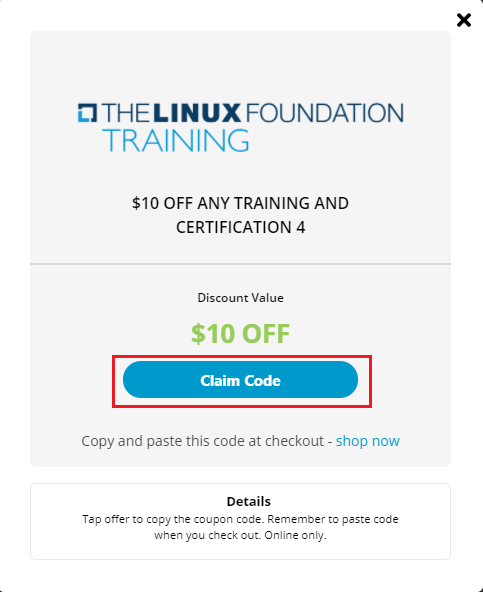 THE LINUX FOUNDATION
TRAINING
$10 OFF ANY TRAINING AND
CERTIFICATION 4
Discount Value
$10 OFF
Claim Code
Copy and paste this code at checkout - shop now
Details
Tap offer to copy the coupon code. Remember to paste code
when you check out. Online only.